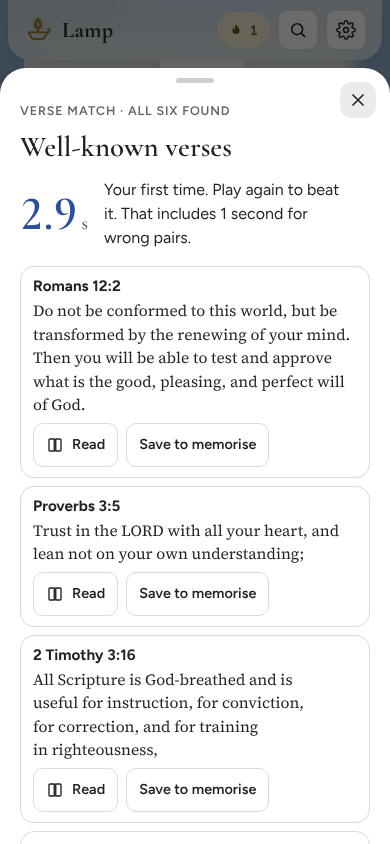 Lamp
1
VERSE MATCH · ALL SIX FOUND
Well-known verses
2.9 s
Your first time. Play again to beat
it. That includes 1 second for
wrong pairs.
Romans 12:2
Do not be conformed to this world, but be
transformed by the renewing of your mind.
Then you will be able to test and approve
what is the good, pleasing, and perfect will
of God.
Read
Save to memorise
Proverbs 3:5
Trust in the LORD with all your heart, and
lean not on your own understanding;
Read
Save to memorise
2 Timothy 3:16
All Scripture is God-breathed and is
useful for instruction, for conviction,
for correction, and for training
in righteousness,
Read
Save to memorise